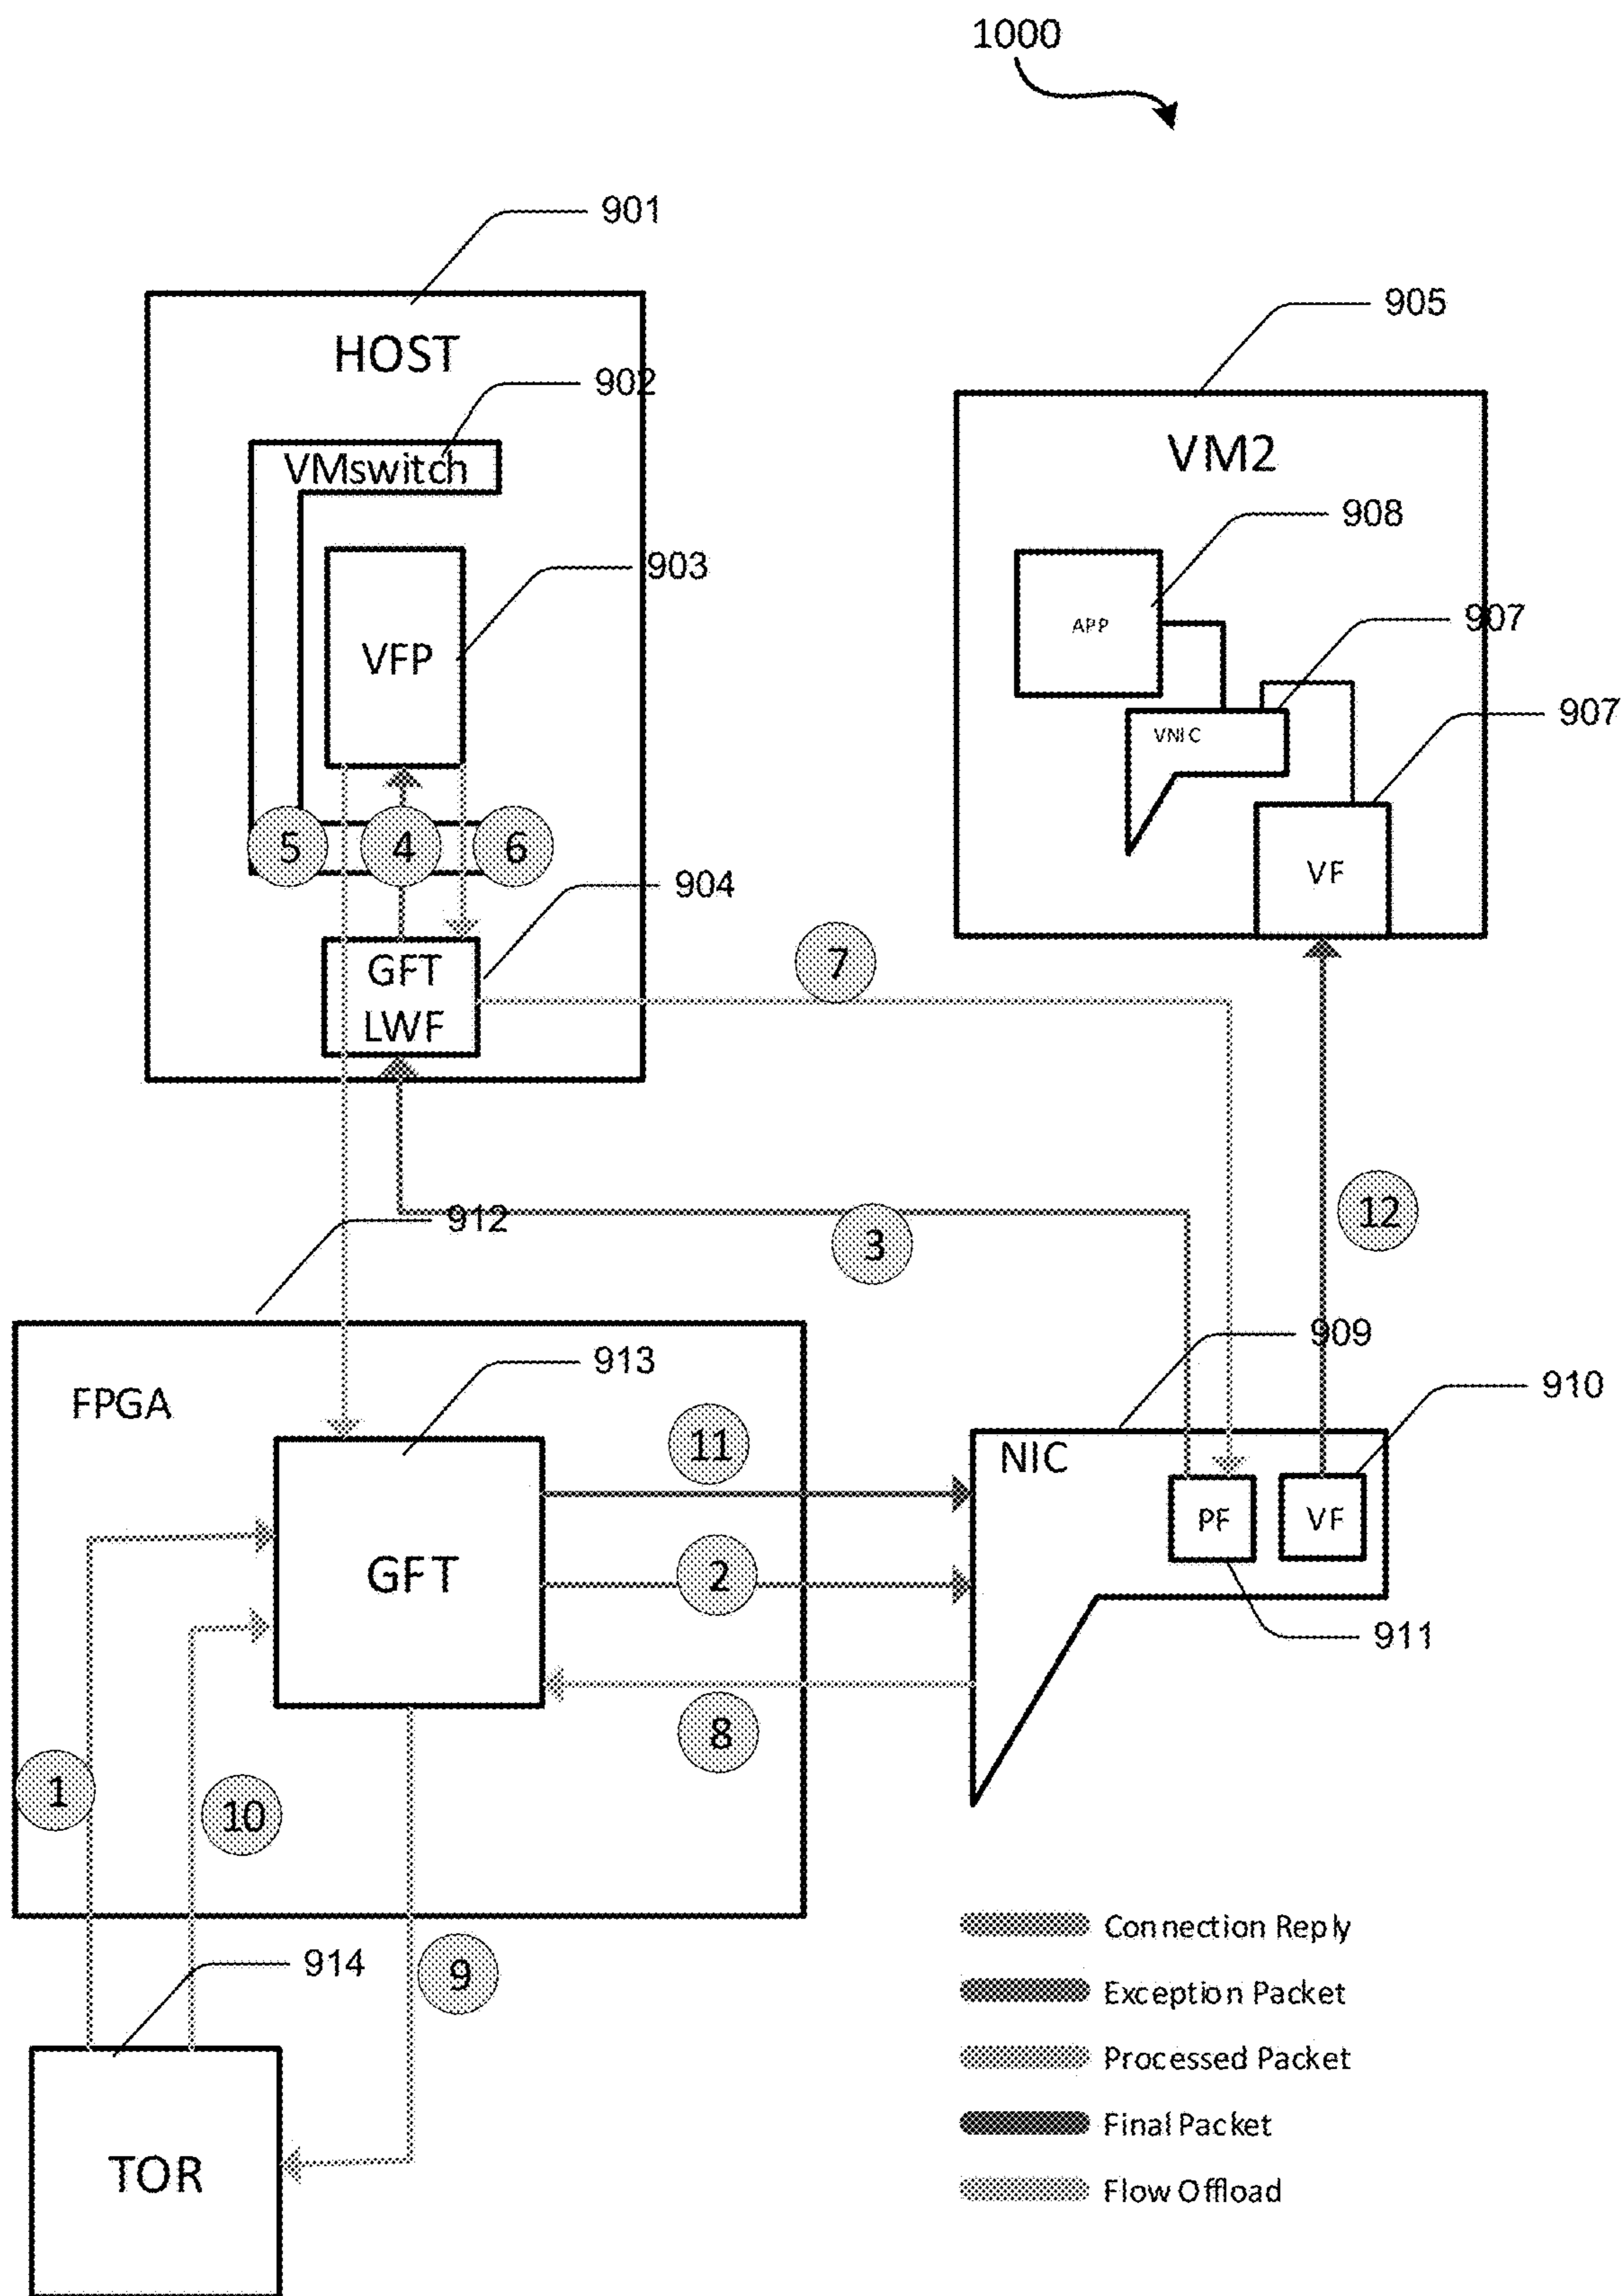 1000
901
HOST
902
VMswitch
903
VFP
5
4
6
904
GFT
LWF
905
VM2
908
APP
907
VNIC
907
VF
7
3
12
912
FPGA
913
GFT
11
2
8
1
10
9
909
NIC
910
PF
VF
911
914
TOR
Connection Reply
Exception Packet
Processed Packet
Final Packet
Flow Offload